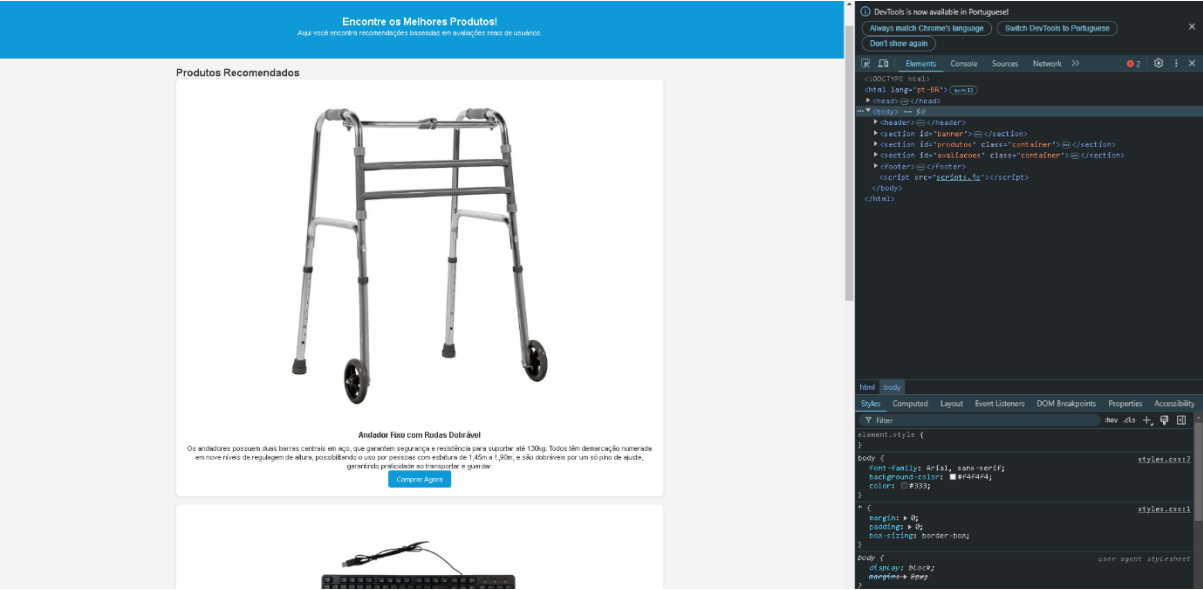 Encontre os Melhores Produtos!
Aqui você encontra recomendações baseadas em avaliações reais de usuários.
Produtos Recomendados
Andador Fixo com Rodas Dobrável
Os andadores possuem duas barras centrais em aço, que garantem segurança e resistência para suportar até 130kg. Todos têm demarcação numerada
em nove níveis de regulagem de altura, possibilitando o uso por pessoas com estatura de 1,45m a 1,90m, e são dobráveis por um só pino de ajuste,
garantindo praticidade ao transportar e guardar.
Comprar Agora
DevTools is now available in Portuguese!
Always match Chrome's language
Switch DevTools to Portuguese
Don't show again
Elements Console Sources Network 2
<!DOCTYPE html>
<html lang="pt-BR"> scroll
<head> </head>
<body> == $0
<header> </header>
<section id="banner"> </section>
<section id="produtos" class="container"> </section>
<section id="avaliacoes" class="container"> </section>
<footer> </footer>
<script src="scripts.js"></script>
</body>
</html>
html body
Styles Computed Layout Event Listeners DOM Breakpoints Properties Accessibility
Filter :hov .cls
element.style {
}
body { styles.css:7
font-family: Arial, sans-serif;
background-color: #f4f4f4;
color: #333;
}
* { styles.css:1
margin: 0;
padding: 0;
box-sizing: border-box;
}
body { user agent stylesheet
display: block;
margin: 8px;
}